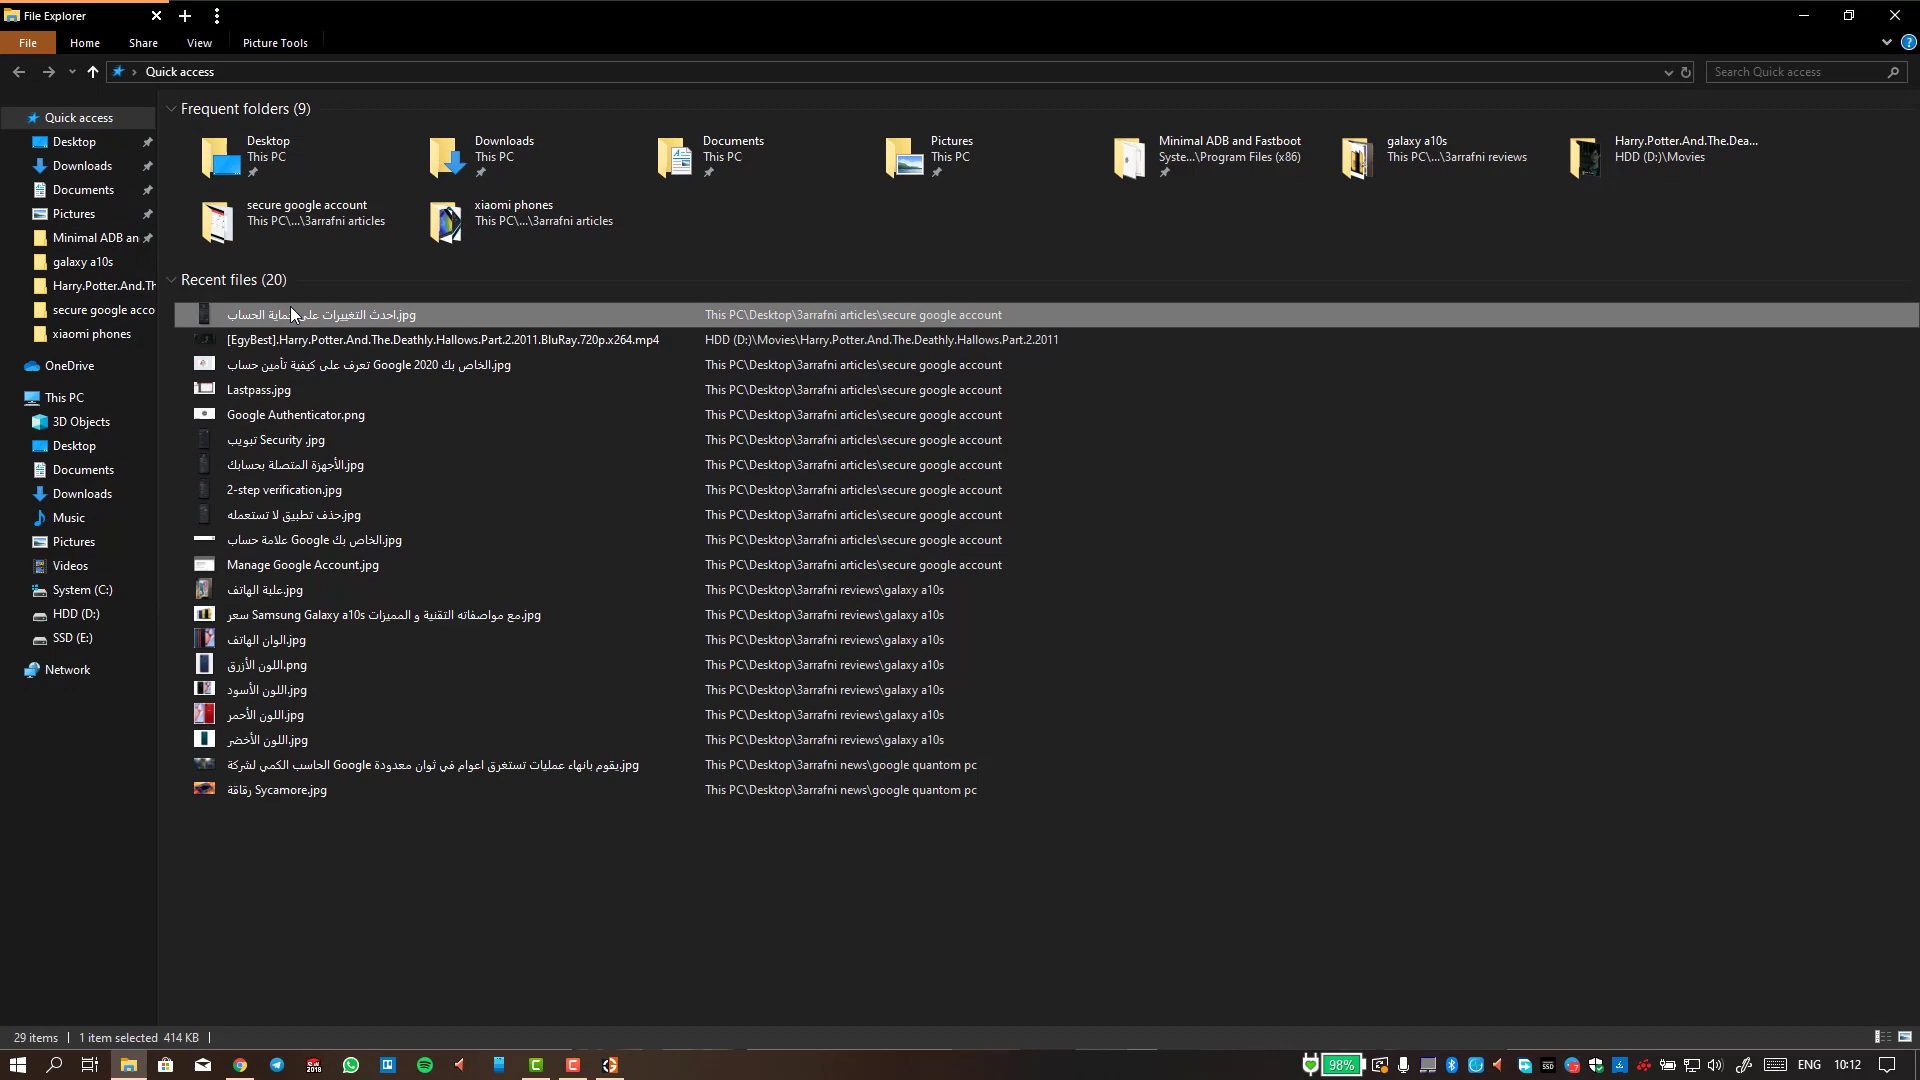 File Explorer
File Home Share View Picture Tools
Quick access
Search Quick access
Quick access
Desktop
Downloads
Documents
Pictures
Minimal ADB an
galaxy a10s
Harry.Potter.And.Th
secure google acco
xiaomi phones
OneDrive
This PC
3D Objects
Desktop
Documents
Downloads
Music
Pictures
Videos
System (C:)
HDD (D:)
SSD (E:)
Network
Frequent folders (9)
Desktop
This PC
Downloads
This PC
Documents
This PC
Pictures
This PC
Minimal ADB and Fastboot
Syste...\Program Files (x86)
galaxy a10s
This PC\...\3arrafni reviews
Harry.Potter.And.The.Dea...
HDD (D:)\Movies
secure google account
This PC\...\3arrafni articles
xiaomi phones
This PC\...\3arrafni articles
Recent files (20)
احدث التغييرات على حماية الحساب.jpg This PC\Desktop\3arrafni articles\secure google account
[EgyBest].Harry.Potter.And.The.Deathly.Hallows.Part.2.2011.BluRay.720p.x264.mp4 HDD (D:)\Movies\Harry.Potter.And.The.Deathly.Hallows.Part.2.2011
تعرف على كيفية تأمين حساب Google 2020 الخاص بك.jpg This PC\Desktop\3arrafni articles\secure google account
Lastpass.jpg This PC\Desktop\3arrafni articles\secure google account
Google Authenticator.png This PC\Desktop\3arrafni articles\secure google account
تبويب Security .jpg This PC\Desktop\3arrafni articles\secure google account
الأجهزة المتصلة بحسابك.jpg This PC\Desktop\3arrafni articles\secure google account
2-step verification.jpg This PC\Desktop\3arrafni articles\secure google account
حذف تطبيق لا تستعمله.jpg This PC\Desktop\3arrafni articles\secure google account
علامة حساب Google الخاص بك.jpg This PC\Desktop\3arrafni articles\secure google account
Manage Google Account.jpg This PC\Desktop\3arrafni articles\secure google account
علبة الهاتف.jpg This PC\Desktop\3arrafni reviews\galaxy a10s
سعر Samsung Galaxy a10s مع مواصفاته التقنية و المميزات.jpg This PC\Desktop\3arrafni reviews\galaxy a10s
الوان الهاتف.jpg This PC\Desktop\3arrafni reviews\galaxy a10s
اللون الأزرق.png This PC\Desktop\3arrafni reviews\galaxy a10s
اللون الأسود.jpg This PC\Desktop\3arrafni reviews\galaxy a10s
اللون الأحمر.jpg This PC\Desktop\3arrafni reviews\galaxy a10s
اللون الأخضر.jpg This PC\Desktop\3arrafni reviews\galaxy a10s
الحاسب الكمي لشركة Google يقوم بانهاء عمليات تستغرق اعوام في ثوان معدودة.jpg This PC\Desktop\3arrafni news\google quantom pc
رقاقة Sycamore.jpg This PC\Desktop\3arrafni news\google quantom pc
29 items 1 item selected 414 KB
98% ENG 10:12